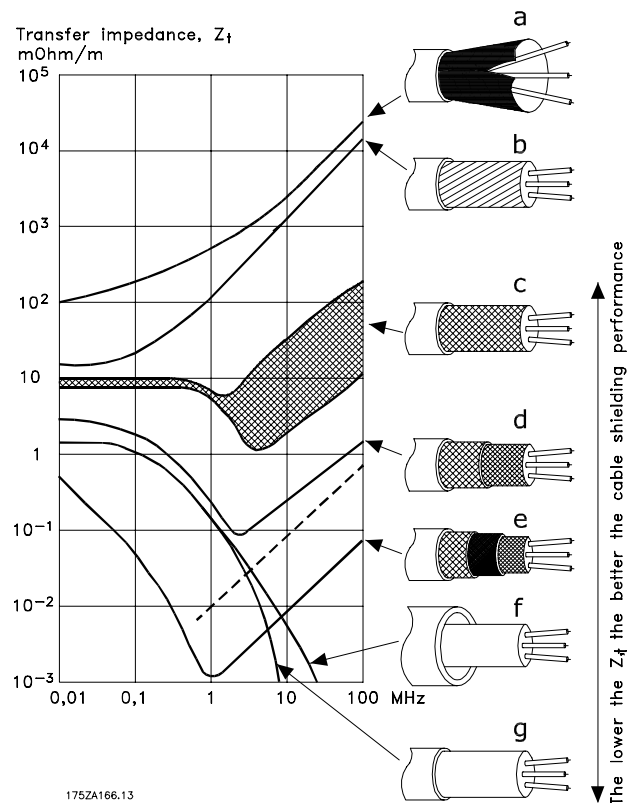 a
Transfer impedance, Zt
mOhm/m
10⁵
b
10⁴
10³
c
10²
10
d
1
e
10⁻¹
f
10⁻²
10⁻³
0,01 0,1 1 10 100 MHz
g
175ZA166.13
The lower the Zt the better the cable shielding performance